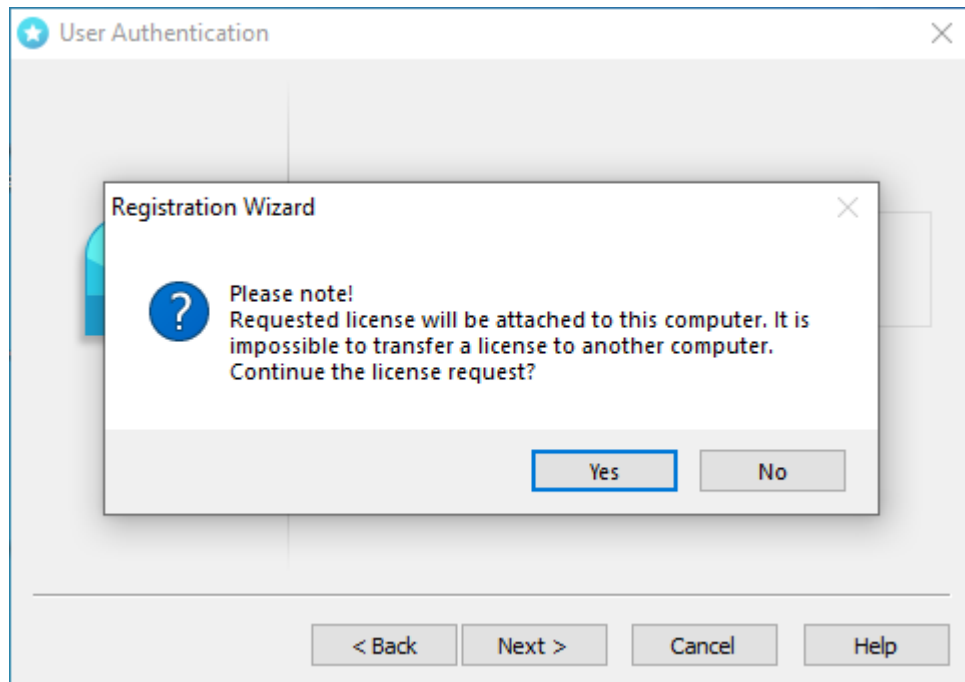 User Authentication
Registration Wizard
?
Please note!
Requested license will be attached to this computer. It is
impossible to transfer a license to another computer.
Continue the license request?
Yes
No
< Back
Next >
Cancel
Help